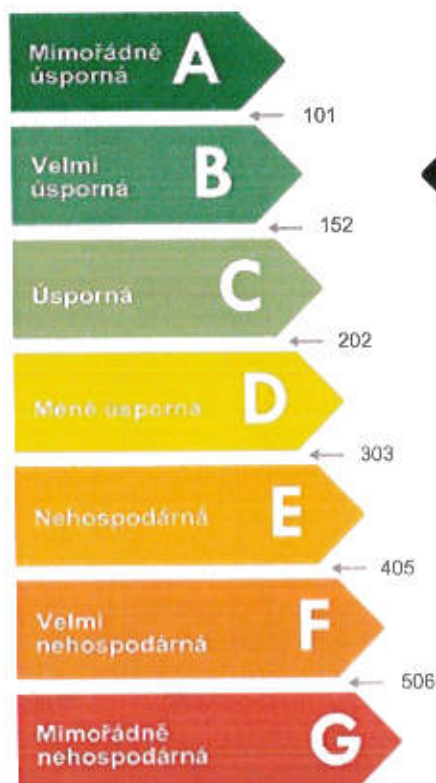 Mimořádně
úsporná A
101
Velmi
úsporná B
152
Úsporná C
202
Méně úsporná D
303
Nehospodárná E
405
Velmi
nehospodárná F
506
Mimořádně
nehospodárná G